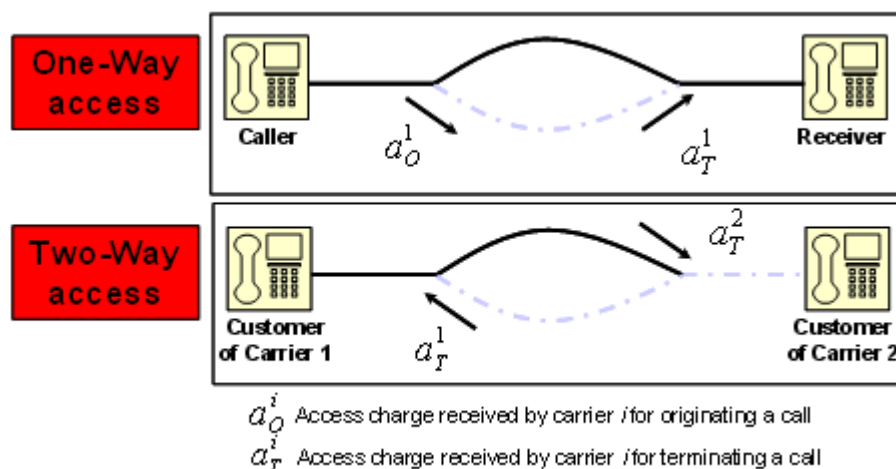 One-Way
access
Caller
Receiver
a_O^1
a_T^1
Two-Way
access
a_T^2
Customer
of Carrier 1
Customer
of Carrier 2
a_T^1
a_O^i Access charge received by carrier i for originating a call
a_T^i Access charge received by carrier i for terminating a call